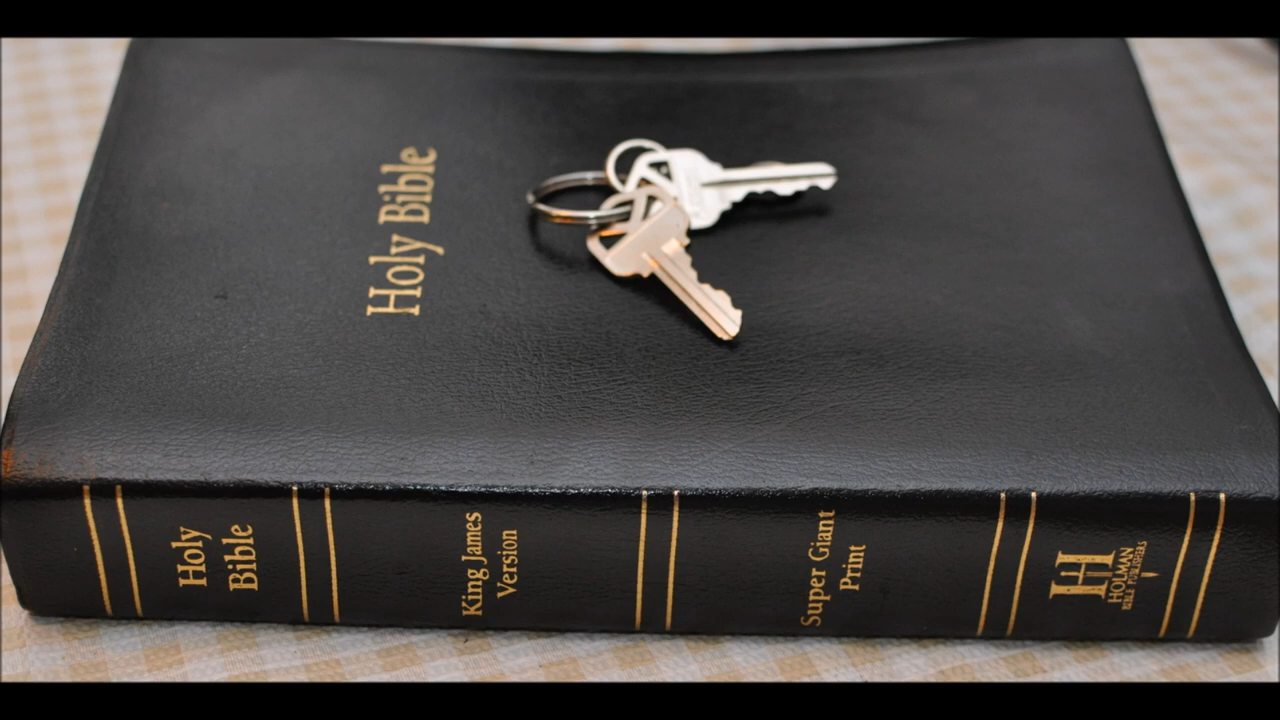 Holy Bible
Holy
Bible
King James
Version
Super Giant
Print
HOLMAN
BIBLE PUBLISHERS